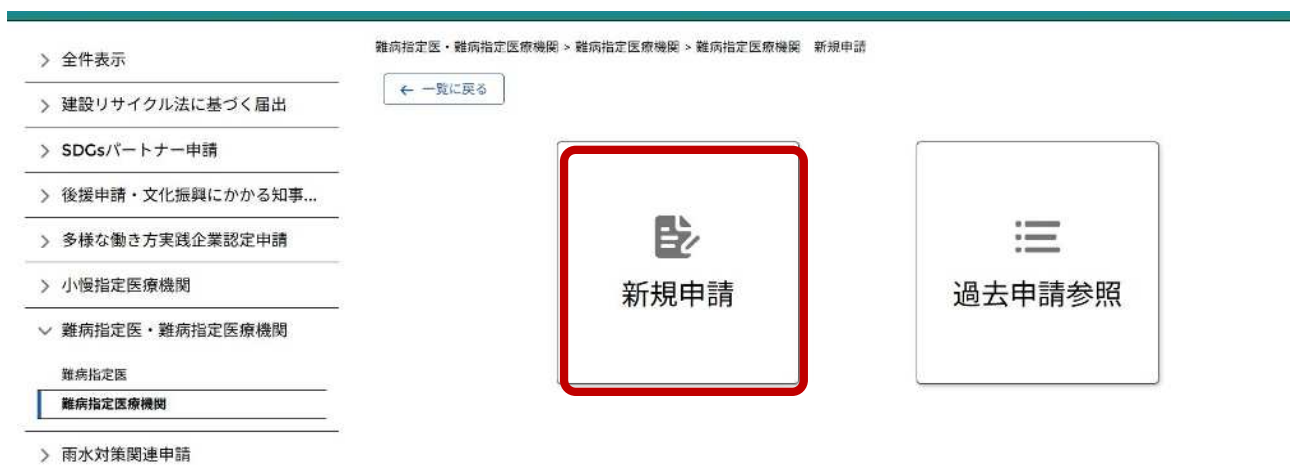 全件表示
建設リサイクル法に基づく届出
SDGsパートナー申請
後援申請・文化振興にかかる知事...
多様な働き方実践企業認定申請
小慢指定医療機関
難病指定医・難病指定医療機関
難病指定医
難病指定医療機関
雨水対策関連申請
難病指定医・難病指定医療機関 > 難病指定医療機関 > 難病指定医療機関　新規申請
← 一覧に戻る
新規申請
過去申請参照